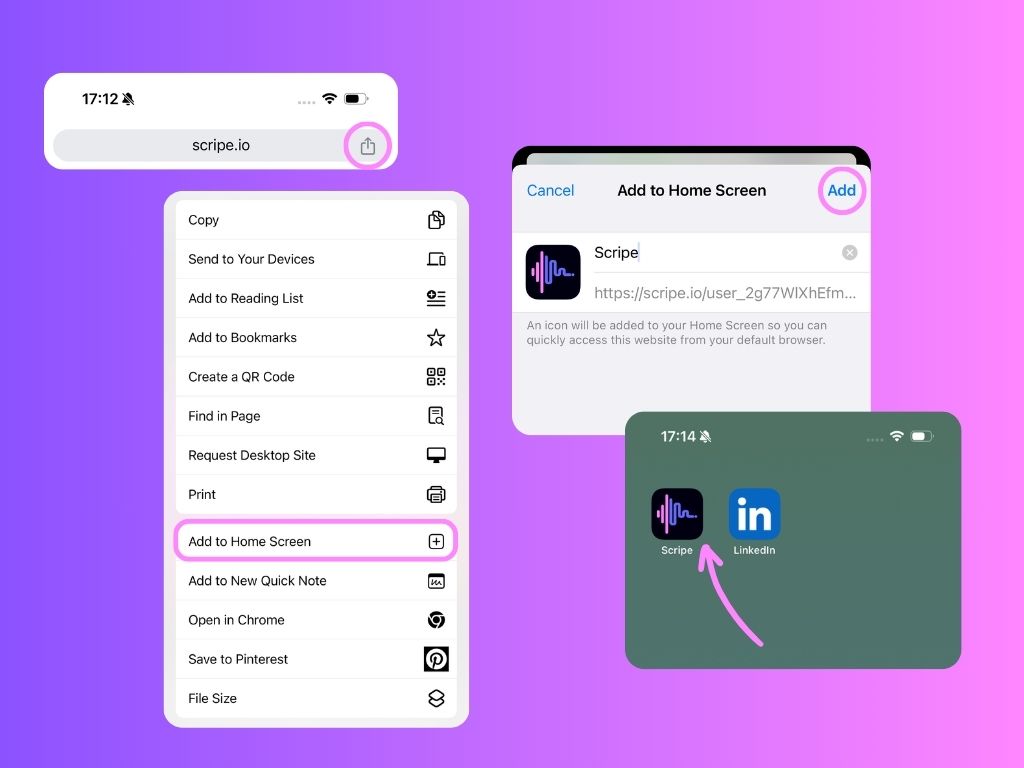 17:12
scripe.io
Copy
Send to Your Devices
Add to Reading List
Add to Bookmarks
Create a QR Code
Find in Page
Request Desktop Site
Print
Add to Home Screen
Add to New Quick Note
Open in Chrome
Save to Pinterest
File Size
Cancel
Add to Home Screen
Add
Scripe
https://scripe.io/user_2g77WIXhEfm...
An icon will be added to your Home Screen so you can
quickly access this website from your default browser.
17:14
in
Scripe
LinkedIn